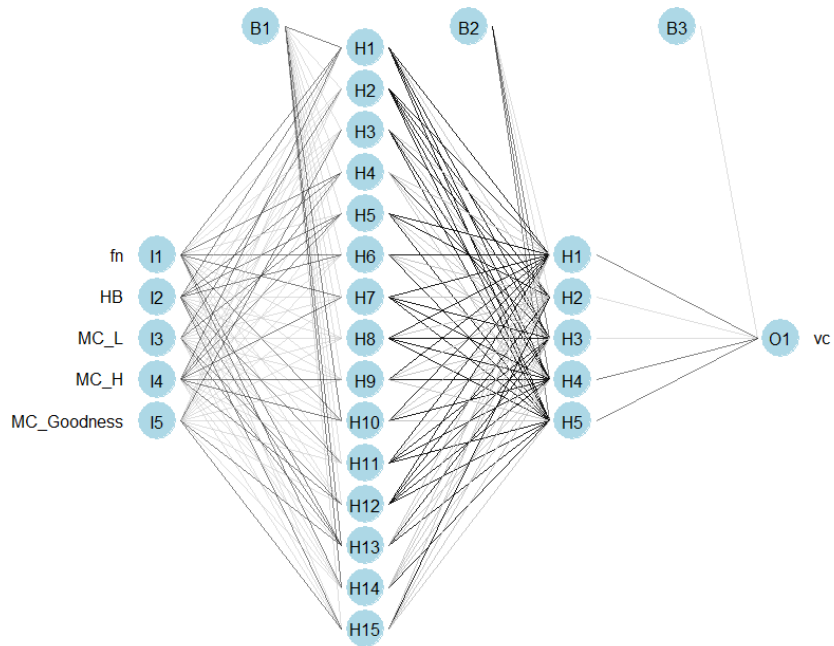 B1 B2 B3
H1
H2
H3
H4
H5
fn I1 H6 H1
HB I2 H7 H2
MC_L I3 H8 H3 O1 vc
MC_H I4 H9 H4
MC_Goodness I5 H10 H5
H11
H12
H13
H14
H15